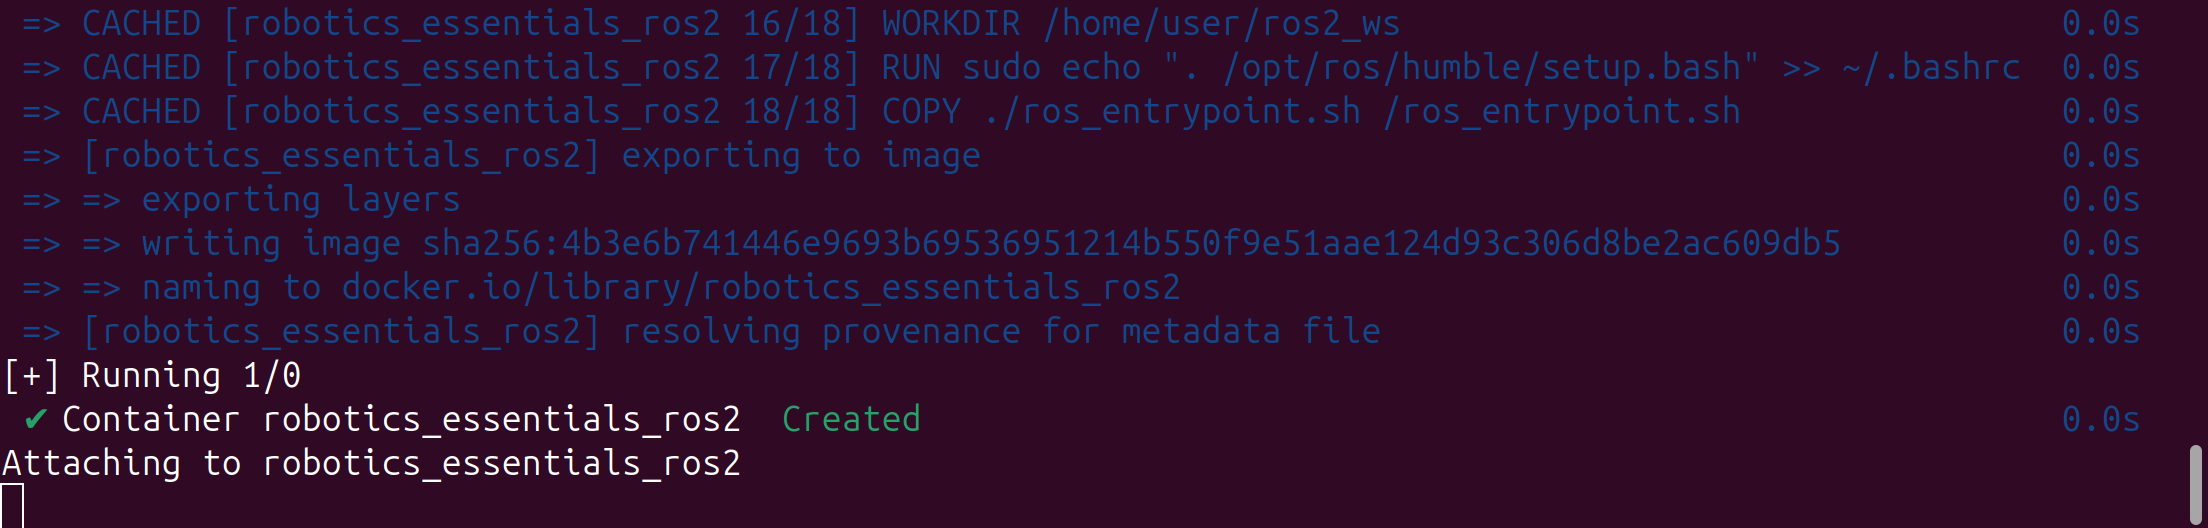 => CACHED [robotics_essentials_ros2 16/18] WORKDIR /home/user/ros2_ws 0.0s
=> CACHED [robotics_essentials_ros2 17/18] RUN sudo echo ". /opt/ros/humble/setup.bash" >> ~/.bashrc 0.0s
=> CACHED [robotics_essentials_ros2 18/18] COPY ./ros_entrypoint.sh /ros_entrypoint.sh 0.0s
=> [robotics_essentials_ros2] exporting to image 0.0s
=> => exporting layers 0.0s
=> => writing image sha256:4b3e6b741446e9693b69536951214b550f9e51aae124d93c306d8be2ac609db5 0.0s
=> => naming to docker.io/library/robotics_essentials_ros2 0.0s
=> [robotics_essentials_ros2] resolving provenance for metadata file 0.0s
[+] Running 1/0
✔ Container robotics_essentials_ros2 Created 0.0s
Attaching to robotics_essentials_ros2